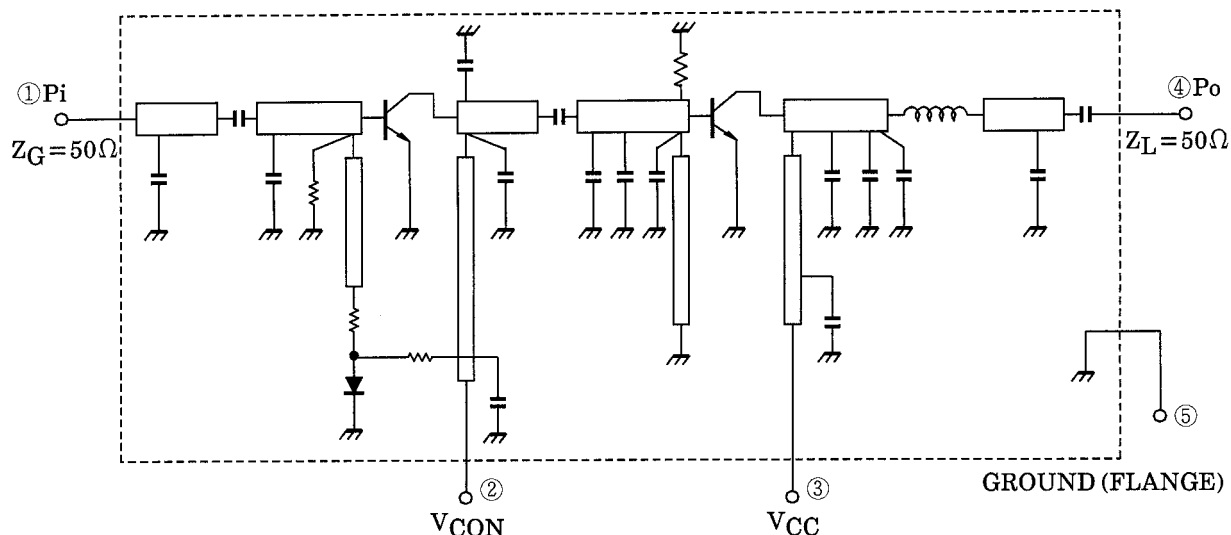 ①Pi
Z_G=50Ω
④Po
Z_L=50Ω
⑤
GROUND (FLANGE)
②
V_CON
③
V_CC